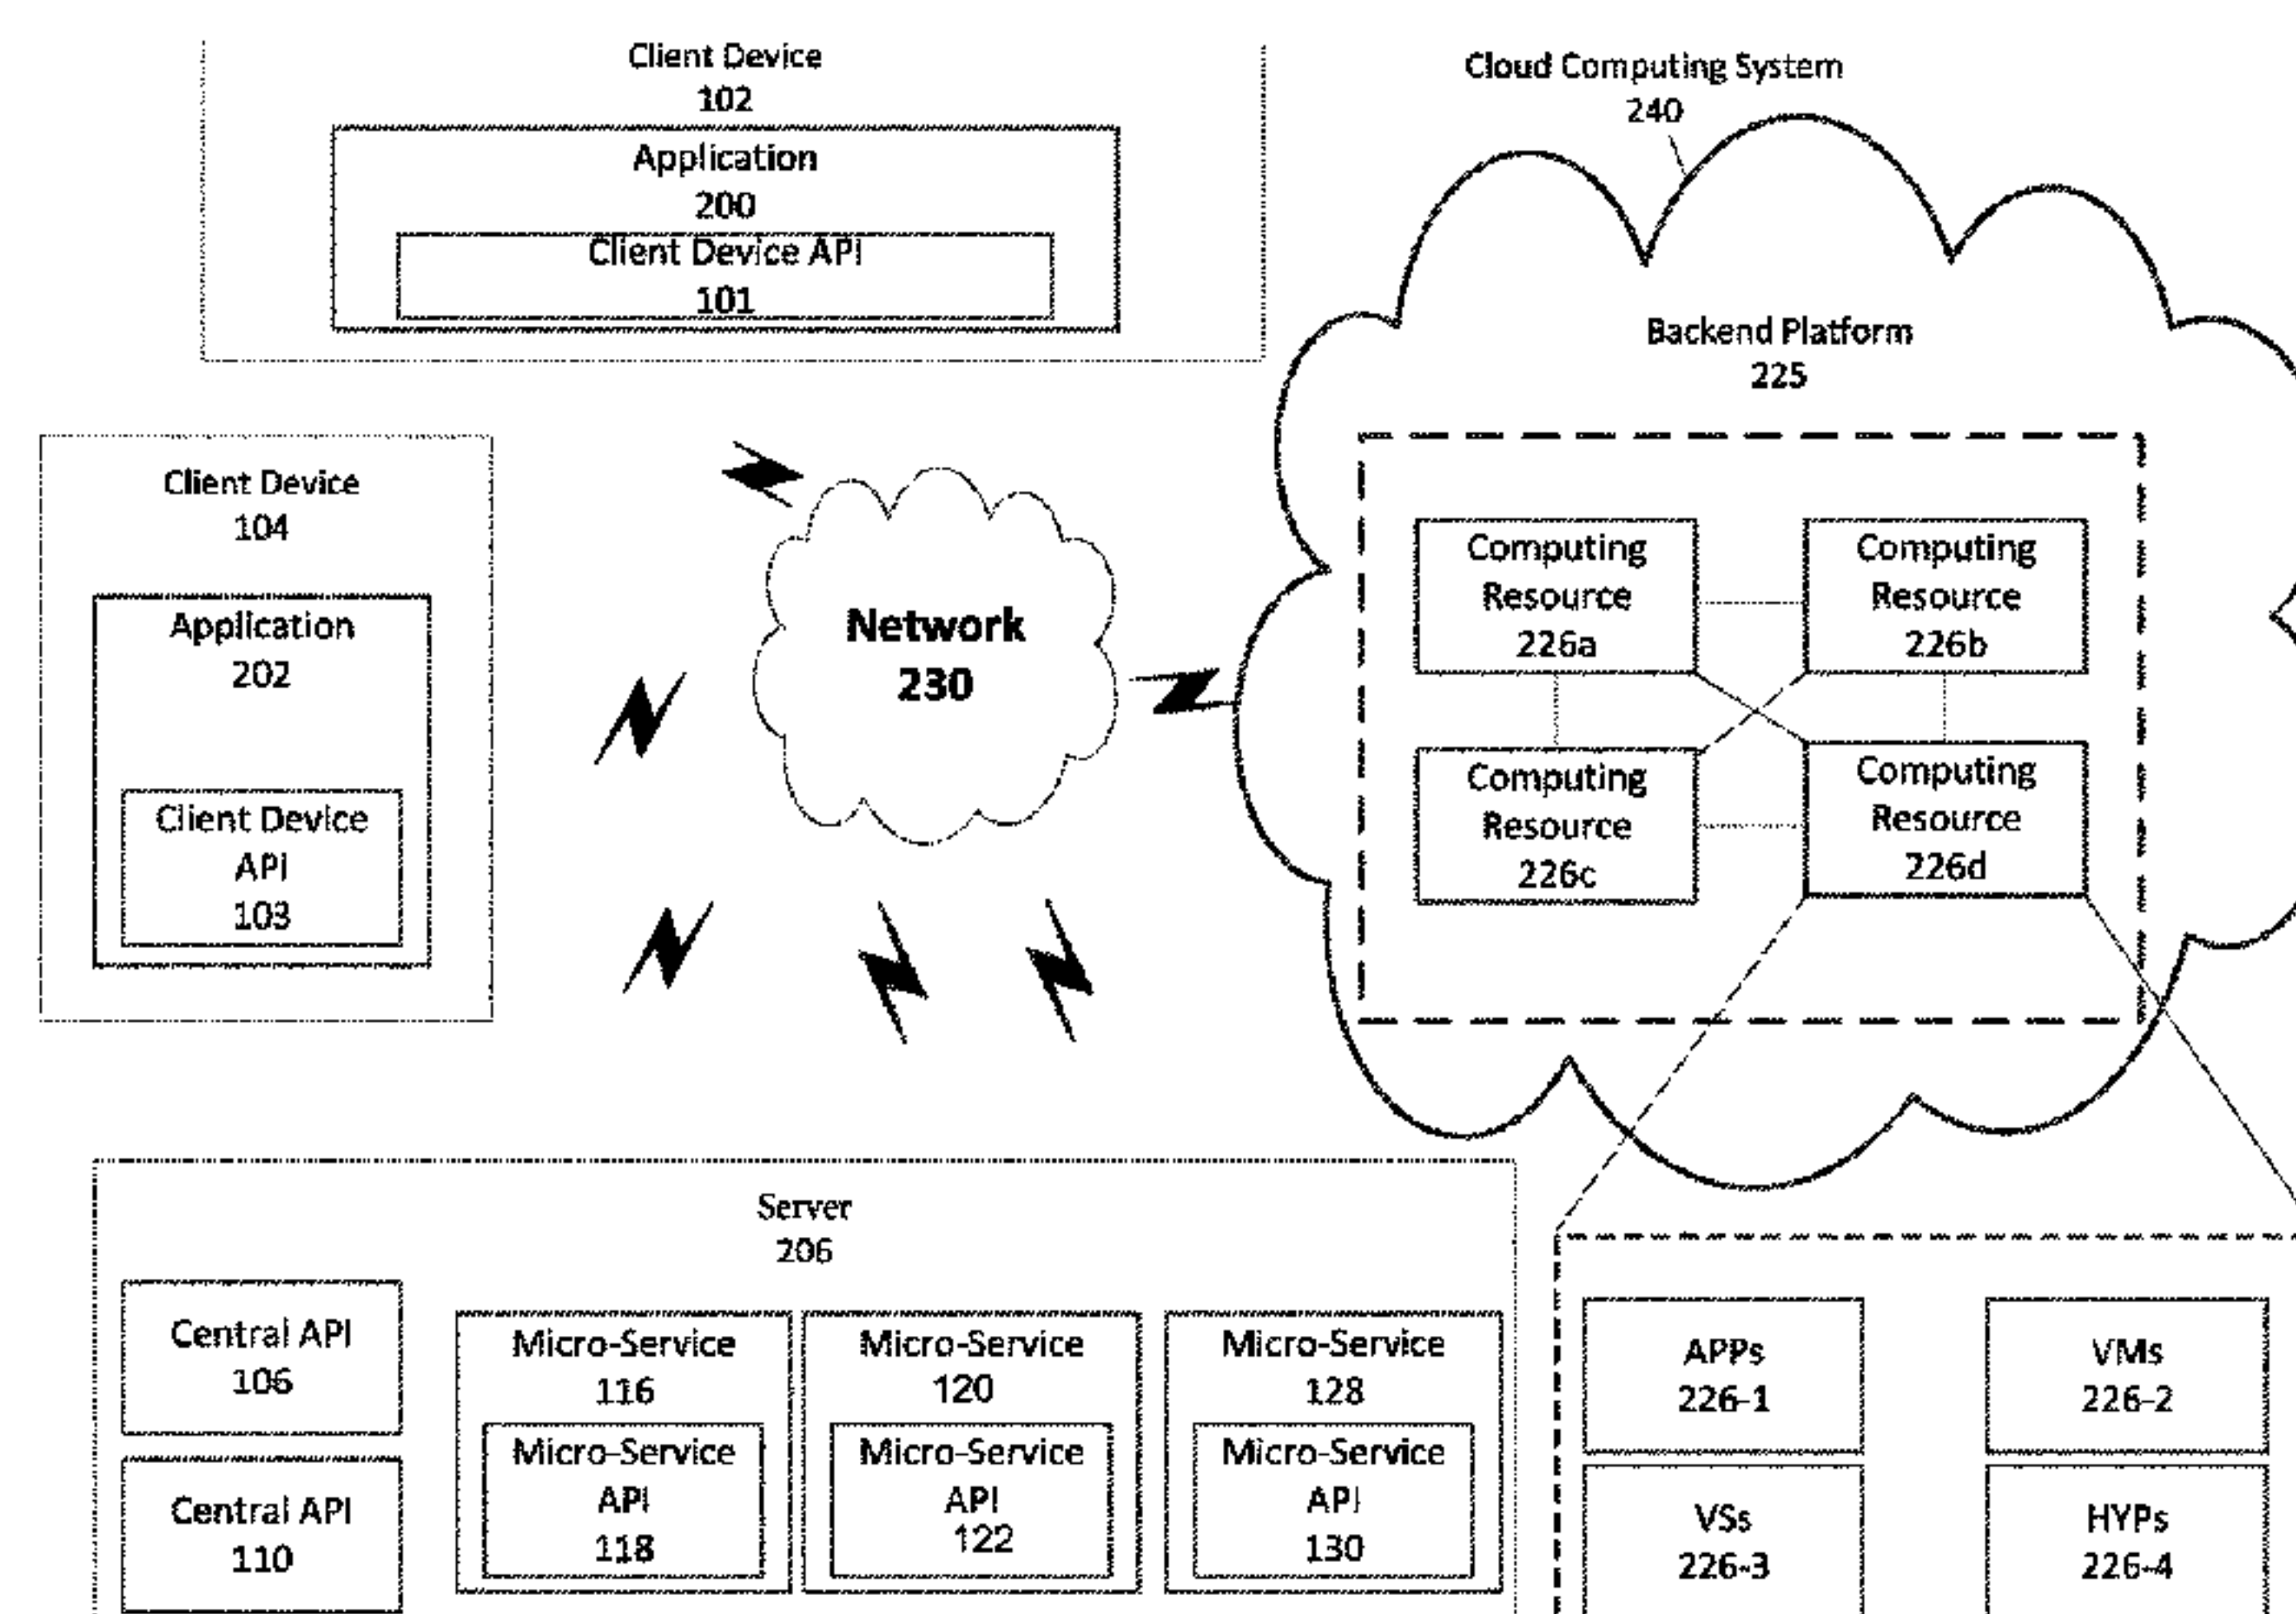 Client Device
102
Application
200
Client Device API
101
Cloud Computing System
240
Backend Platform
225
Client Device
104
Application
202
Client Device
API
103
Network
230
Computing
Resource
226a
Computing
Resource
226b
Computing
Resource
226c
Computing
Resource
226d
Server
206
Central API
106
Central API
110
Micro-Service
116
Micro-Service
API
118
Micro-Service
120
Micro-Service
API
122
Micro-Service
128
Micro-Service
API
130
APPs
226-1
VMs
226-2
VSs
226-3
HYPs
226-4